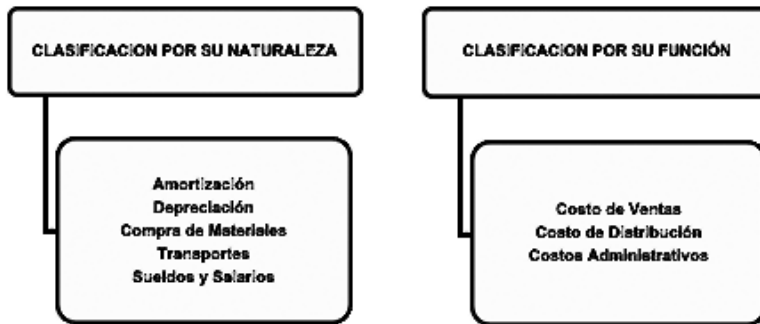 CLASIFICACION POR SU NATURALEZA
Amortización
Depreciación
Compra de Materiales
Transportes
Sueldos y Salarios
CLASIFICACION POR SU FUNCIÓN
Costo de Ventas
Costo de Distribución
Costos Administrativos